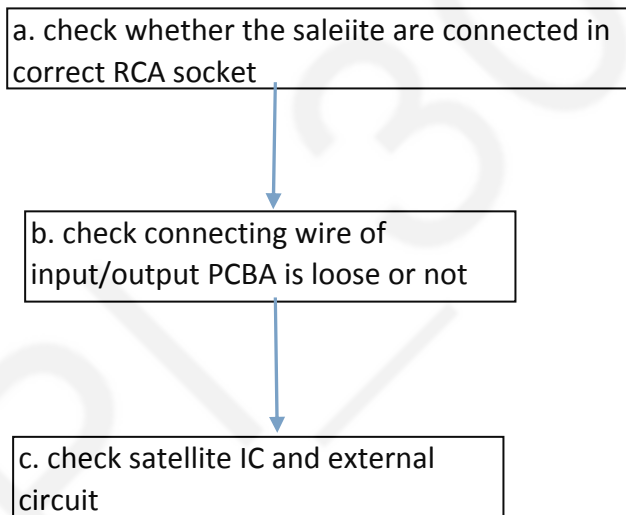 a. check whether the saleiite are connected in
correct RCA socket
b. check connecting wire of
input/output PCBA is loose or not
c. check satellite IC and external
circuit